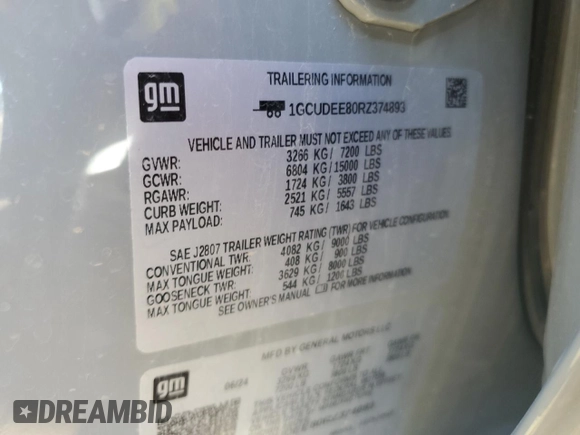 gm
TRAILERING INFORMATION
1GCUDEE80RZ374893
VEHICLE AND TRAILER MUST NOT EXCEED ANY OF THESE VALUES
GVWR: 3266 KG/ 7200 LBS
GCWR: 6804 KG/15000 LBS
RGAWR: 1724 KG/ 3800 LBS
CURB WEIGHT: 2521 KG/ 5557 LBS
MAX PAYLOAD: 745 KG/ 1643 LBS
SAE J2807 TRAILER WEIGHT RATING (TWR) FOR VEHICLE CONFIGURATION
CONVENTIONAL TWR: 4082 KG/ 9000 LBS
MAX TONGUE WEIGHT: 408 KG/ 900 LBS
GOOSENECK TWR: 3629 KG/ 8000 LBS
MAX TONGUE WEIGHT: 544 KG/ 1200 LBS
SEE OWNER'S MANUAL FOR MORE INFORMATION
MFD BY GENERAL MOTORS LLC
gm
06/24
GVWR
DREAMBID